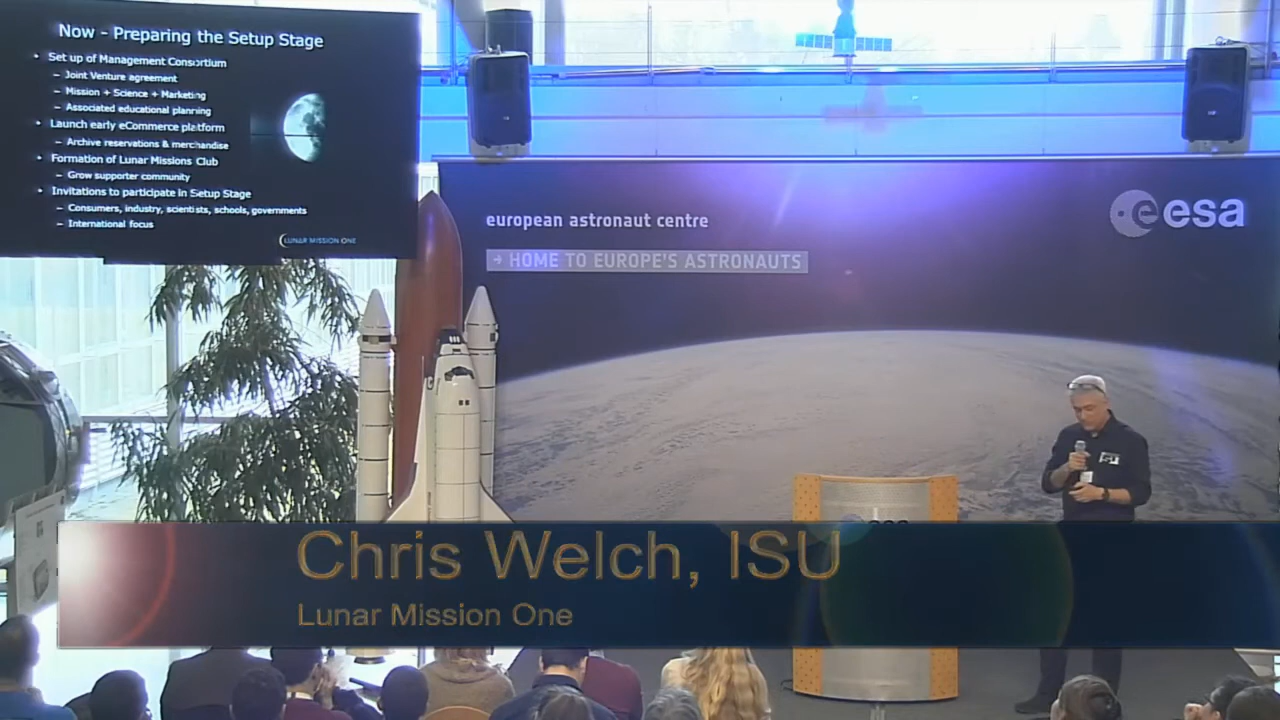 Now - Preparing the Setup Stage
• Set up of Management Consortium
– Joint Venture agreement
– Mission + Science + Marketing
– Associated educational planning
• Launch early eCommerce platform
– Archive reservations & merchandise
• Formation of Lunar Missions Club
– Grow supporter community
• Invitations to participate in Setup Stage
– Consumers, industry, scientists, schools, governments
– International focus
LUNAR MISSION ONE
european astronaut centre
→ HOME TO EUROPE'S ASTRONAUTS
esa
ISU
Chris Welch, ISU
Lunar Mission One